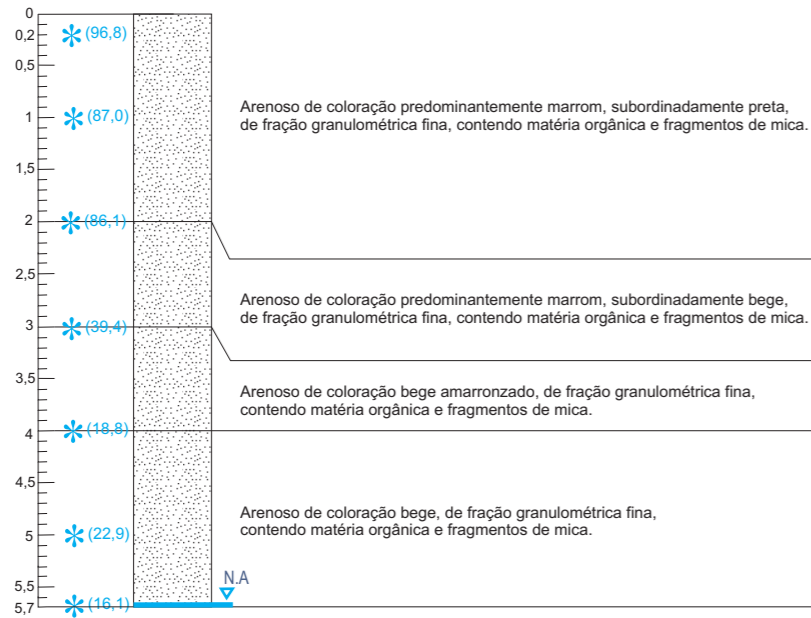 0
0,2
(96,8)
0,5
Arenoso de coloração predominantemente marrom, subordinadamente preta,
de fração granulométrica fina, contendo matéria orgânica e fragmentos de mica.
1
(87,0)
1,5
2
(86,1)
2,5
Arenoso de coloração predominantemente marrom, subordinadamente bege,
de fração granulométrica fina, contendo matéria orgânica e fragmentos de mica.
3
(39,4)
3,5
Arenoso de coloração bege amarronzado, de fração granulométrica fina,
contendo matéria orgânica e fragmentos de mica.
4
(18,8)
4,5
Arenoso de coloração bege, de fração granulométrica fina,
contendo matéria orgânica e fragmentos de mica.
5
(22,9)
5,5
N.A
5,7
(16,1)